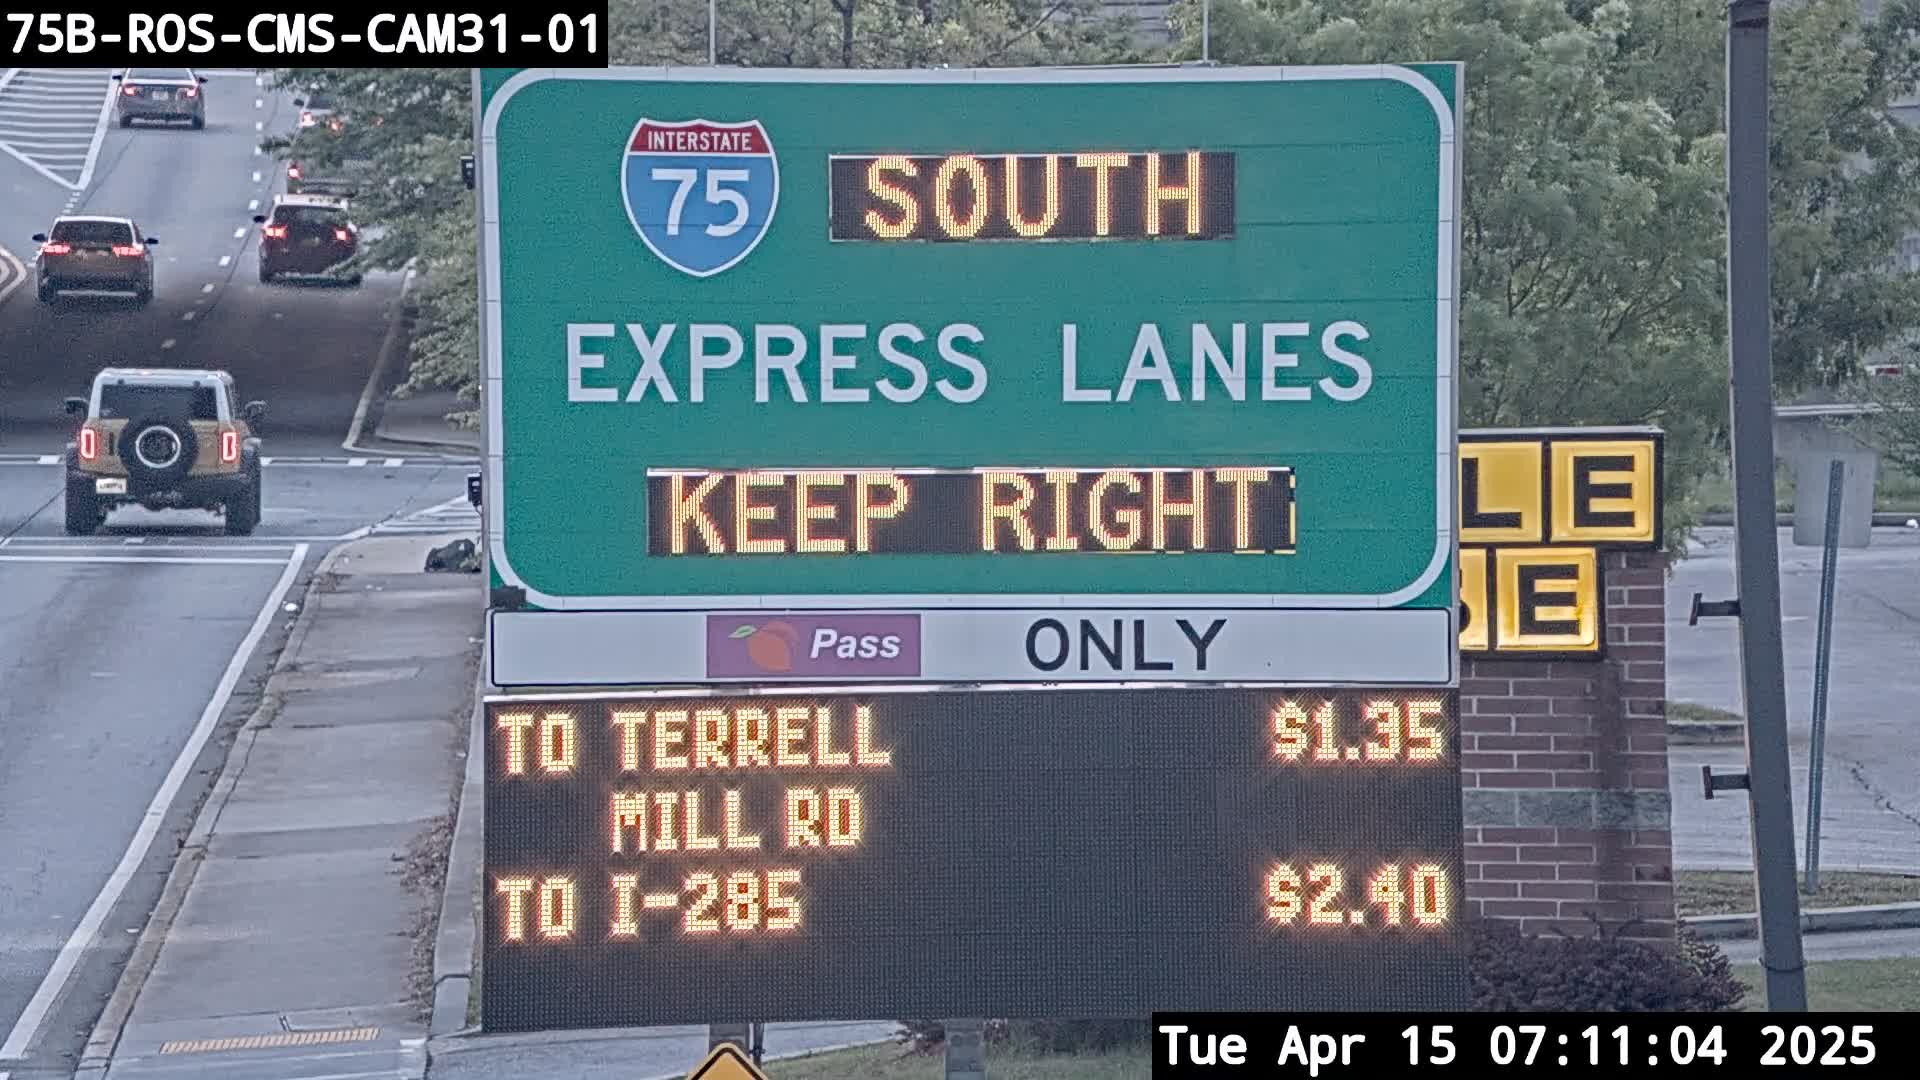 75B-ROS-CMS-CAM31-01
INTERSTATE
75
SOUTH
EXPRESS LANES
KEEP RIGHT
Pass ONLY
TO TERRELL $1.35
MILL RD
TO I-285 $2.40
LE
E
Tue Apr 15 07:11:04 2025